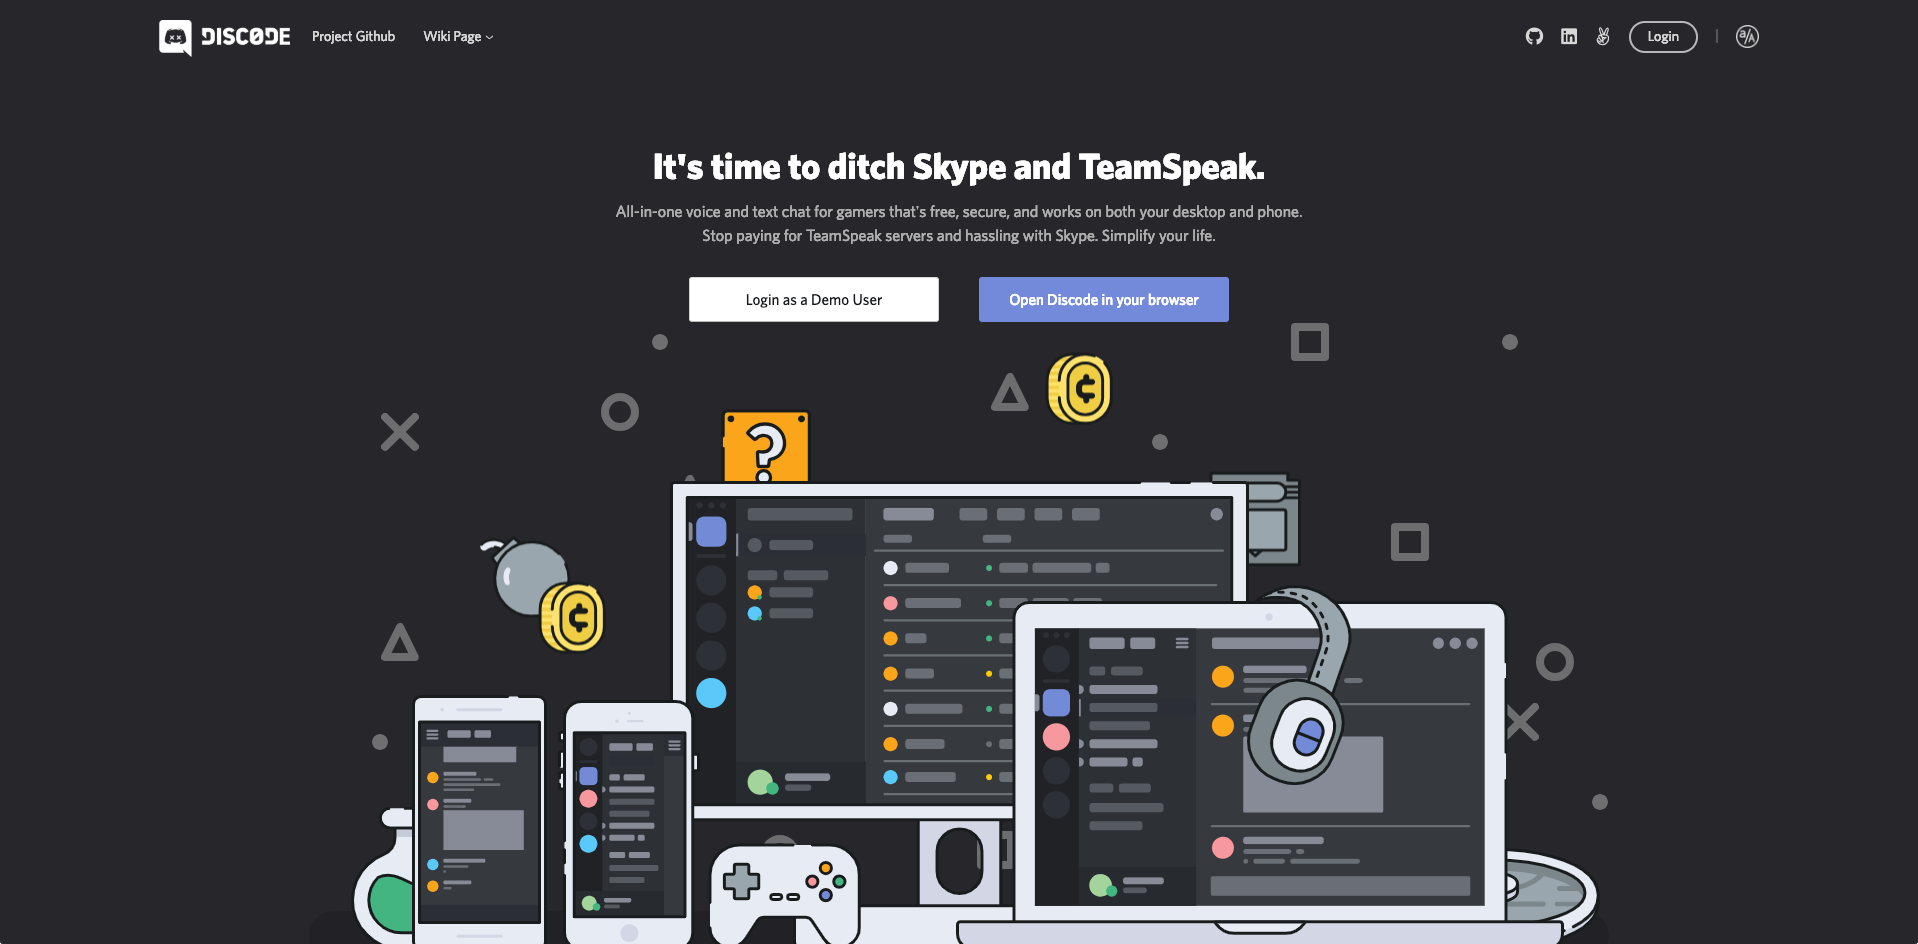 DISCODE
Project Github
Wiki Page
Login
It's time to ditch Skype and TeamSpeak.
All-in-one voice and text chat for gamers that's free, secure, and works on both your desktop and phone.
Stop paying for TeamSpeak servers and hassling with Skype. Simplify your life.
Login as a Demo User
Open Discode in your browser